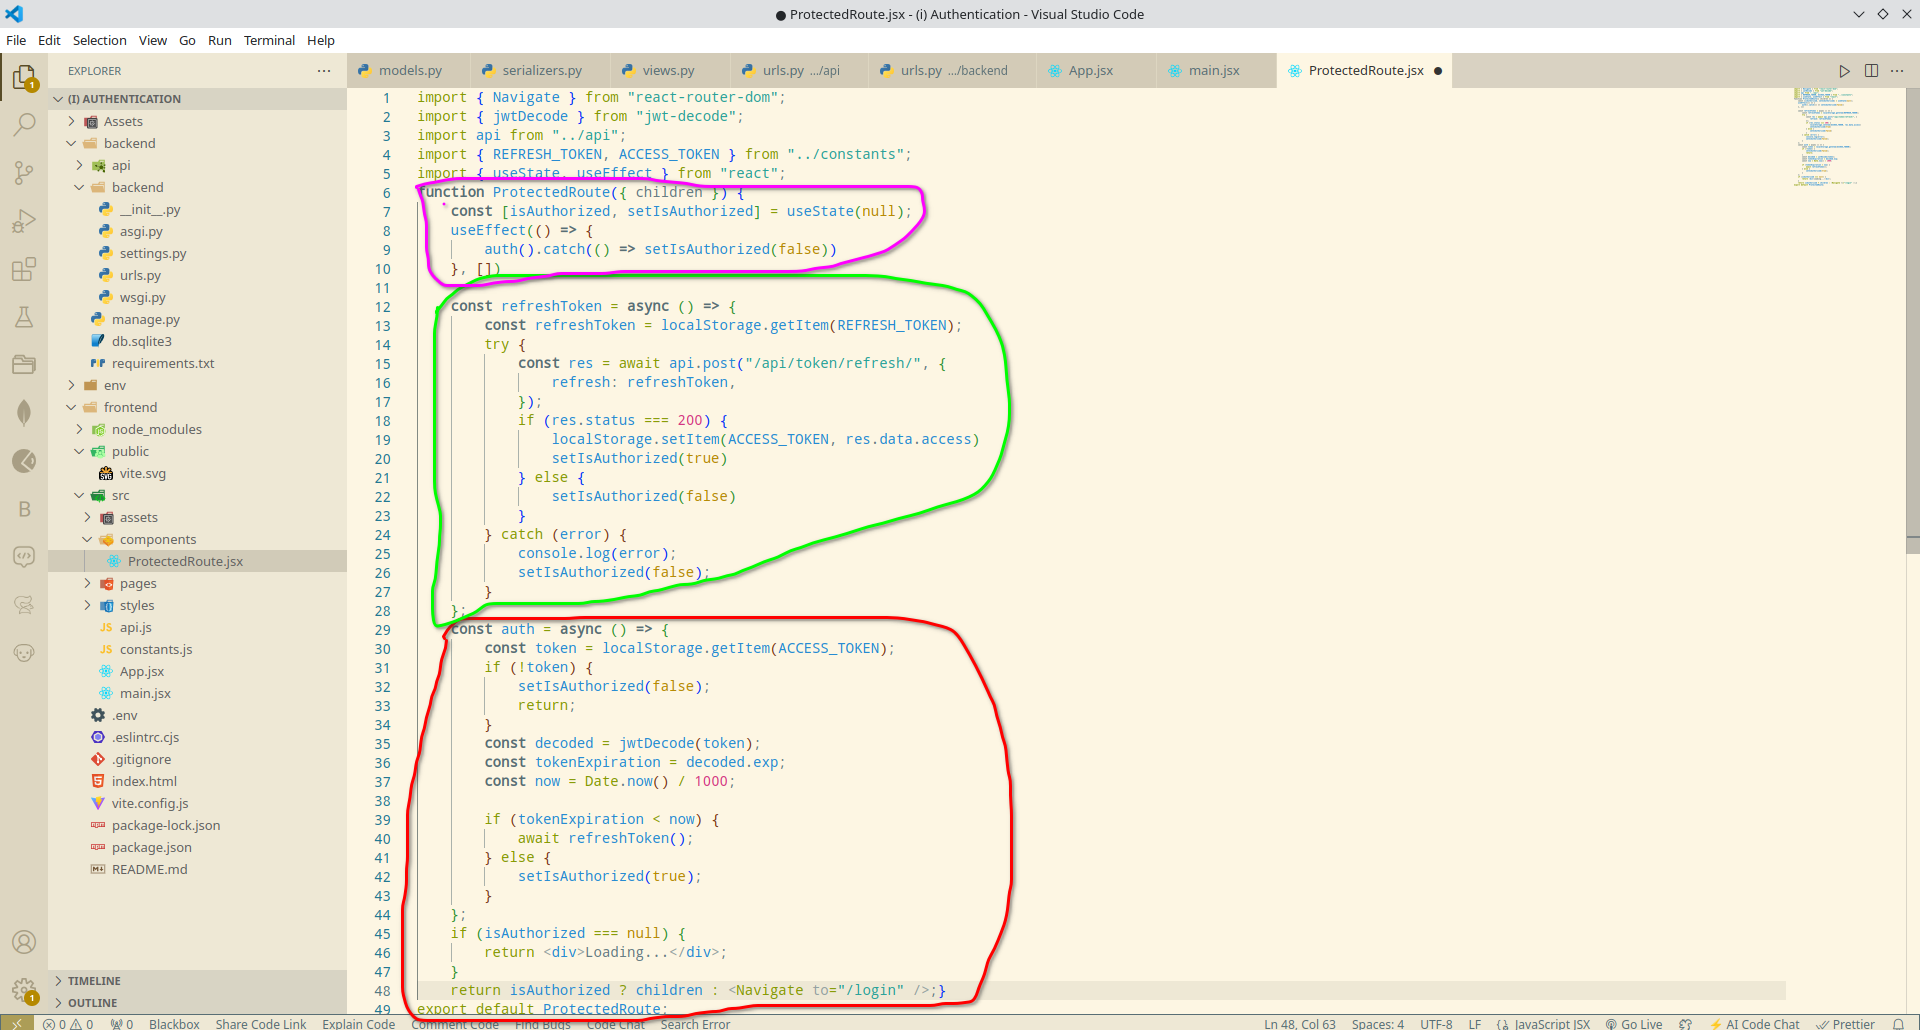 ProtectedRoute.jsx - (i) Authentication - Visual Studio Code
File Edit Selection View Go Run Terminal Help
EXPLORER
models.py serializers.py views.py urls.py .../api urls.py .../backend App.jsx main.jsx ProtectedRoute.jsx
(I) AUTHENTICATION
Assets
backend
api
backend
__init__.py
asgi.py
settings.py
urls.py
wsgi.py
manage.py
db.sqlite3
requirements.txt
env
frontend
node_modules
public
vite.svg
src
assets
components
ProtectedRoute.jsx
pages
styles
JS api.js
JS constants.js
App.jsx
main.jsx
.env
.eslintrc.cjs
.gitignore
index.html
vite.config.js
package-lock.json
package.json
README.md
TIMELINE
OUTLINE
1 import { Navigate } from "react-router-dom";
2 import { jwtDecode } from "jwt-decode";
3 import api from "../api";
4 import { REFRESH_TOKEN, ACCESS_TOKEN } from "../constants";
5 import { useState, useEffect } from "react";
6 function ProtectedRoute({ children }) {
7 const [isAuthorized, setIsAuthorized] = useState(null);
8 useEffect(() => {
9 auth().catch(() => setIsAuthorized(false))
10 }, [])
11
12 const refreshToken = async () => {
13 const refreshToken = localStorage.getItem(REFRESH_TOKEN);
14 try {
15 const res = await api.post("/api/token/refresh/", {
16 refresh: refreshToken,
17 });
18 if (res.status === 200) {
19 localStorage.setItem(ACCESS_TOKEN, res.data.access)
20 setIsAuthorized(true)
21 } else {
22 setIsAuthorized(false)
23 }
24 } catch (error) {
25 console.log(error);
26 setIsAuthorized(false);
27 }
28 };
29 const auth = async () => {
30 const token = localStorage.getItem(ACCESS_TOKEN);
31 if (!token) {
32 setIsAuthorized(false);
33 return;
34 }
35 const decoded = jwtDecode(token);
36 const tokenExpiration = decoded.exp;
37 const now = Date.now() / 1000;
38
39 if (tokenExpiration < now) {
40 await refreshToken();
41 } else {
42 setIsAuthorized(true);
43 }
44 };
45 if (isAuthorized === null) {
46 return <div>Loading...</div>;
47 }
48 return isAuthorized ? children : <Navigate to="/login" />;}
49 export default ProtectedRoute;
0 0 0 Blackbox Share Code Link Explain Code Comment Code Find Bugs Code Chat Search Error Ln 48, Col 63 Spaces: 4 UTF-8 LF {} JavaScript JSX Go Live AI Code Chat Prettier